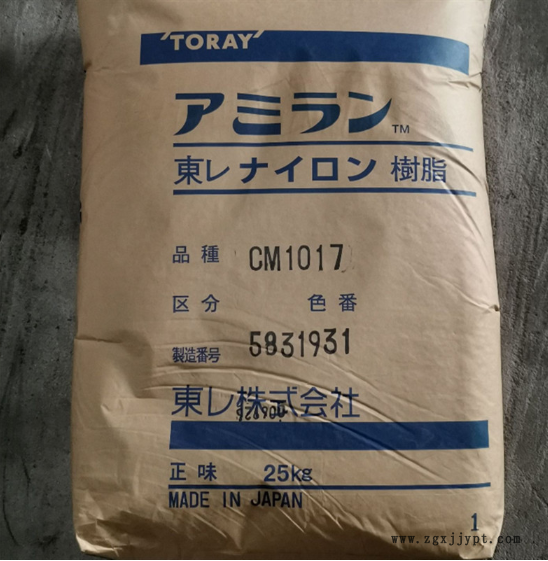 'TORAY'
アミラン™
東レ ナイロン 樹脂
品種 CM1017
区分 色番
製造番号 5831931
東レ株式会社
正味 25kg
MADE IN JAPAN
1
www.zgxjjypt.com